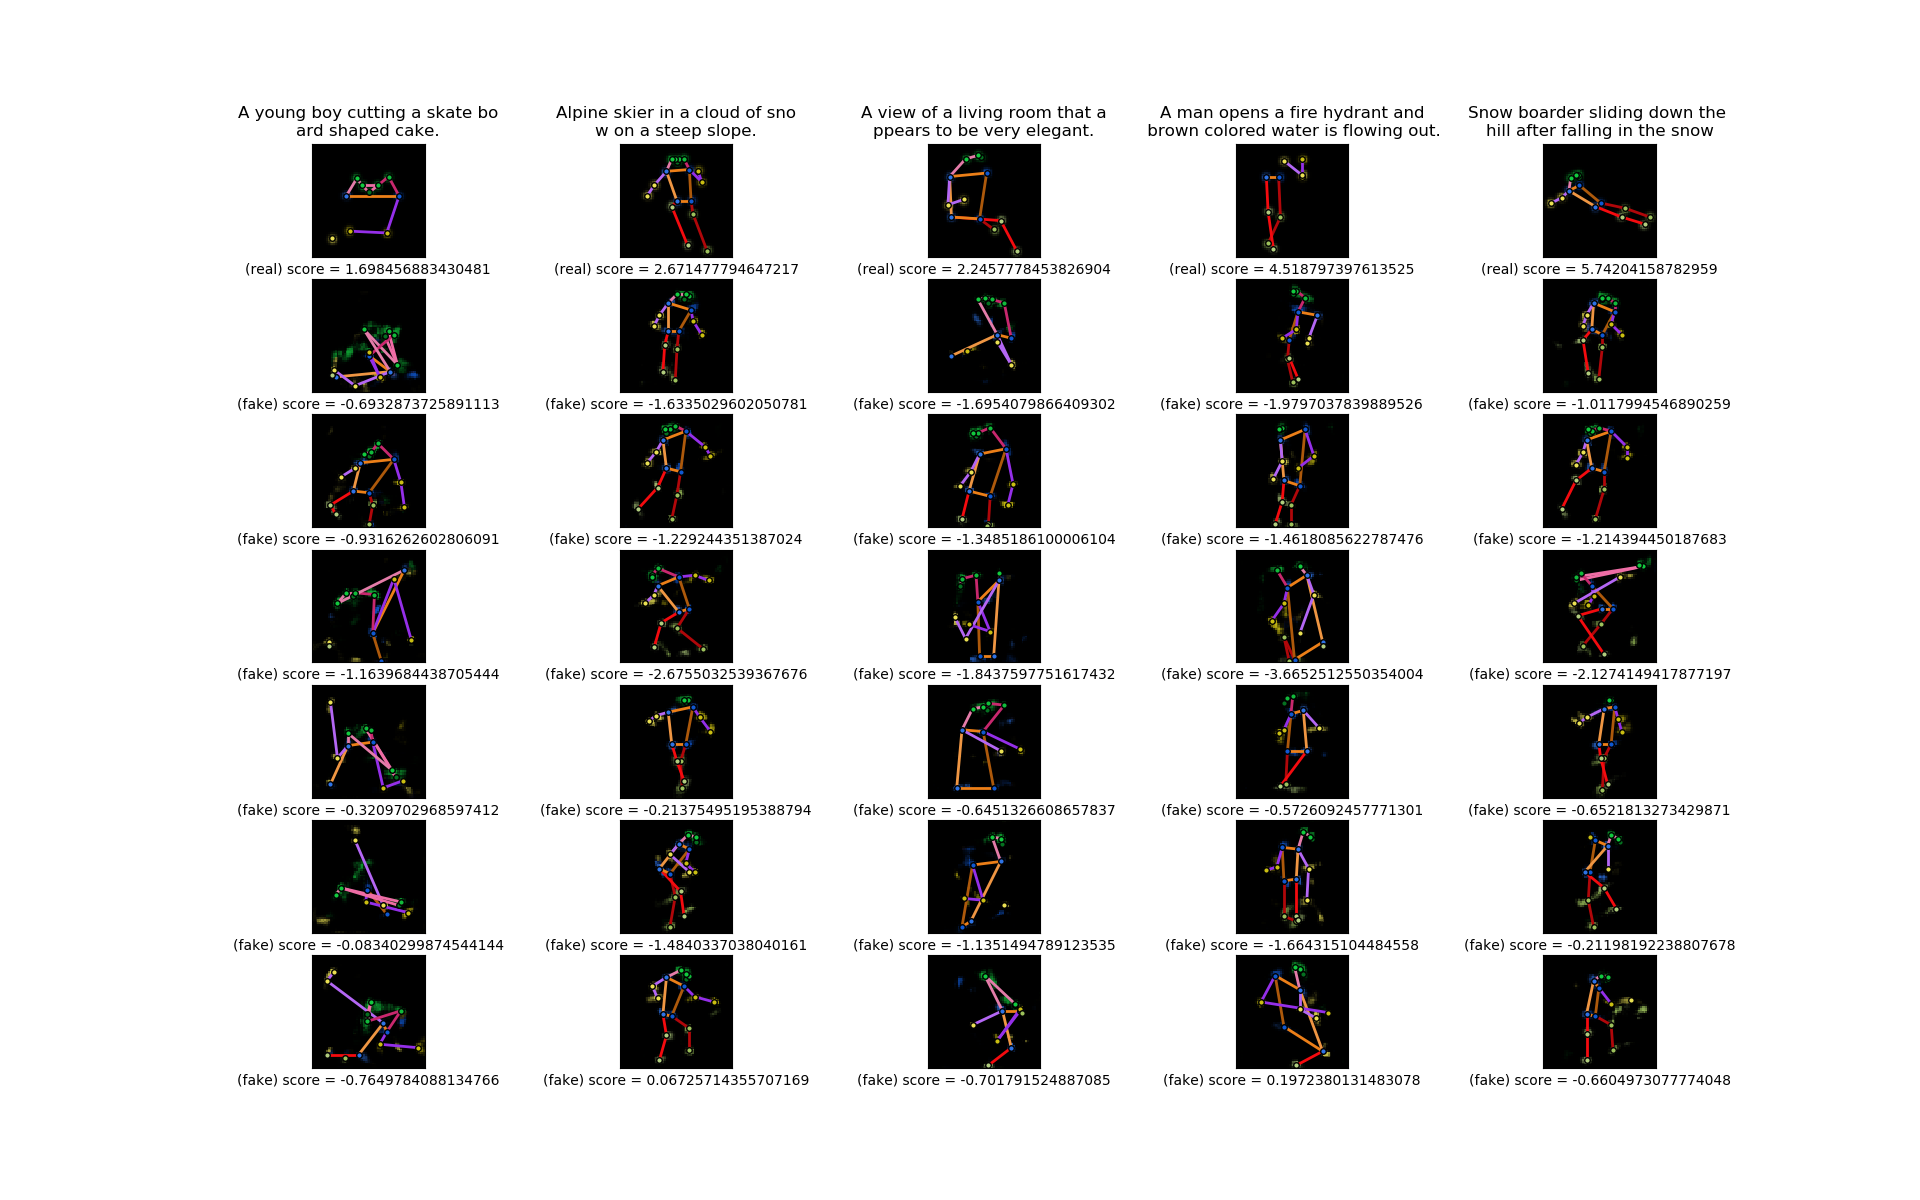 A young boy cutting a skate bo
ard shaped cake.
Alpine skier in a cloud of sno
w on a steep slope.
A view of a living room that a
ppears to be very elegant.
A man opens a fire hydrant and
brown colored water is flowing out.
Snow boarder sliding down the
hill after falling in the snow
(real) score = 1.698456883430481
(real) score = 2.671477794647217
(real) score = 2.2457778453826904
(real) score = 4.518797397613525
(real) score = 5.74204158782959
(fake) score = -0.6932873725891113
(fake) score = -1.6335029602050781
(fake) score = -1.6954079866409302
(fake) score = -1.9797037839889526
(fake) score = -1.0117994546890259
(fake) score = -0.9316262602806091
(fake) score = -1.229244351387024
(fake) score = -1.3485186100006104
(fake) score = -1.4618085622787476
(fake) score = -1.214394450187683
(fake) score = -1.1639684438705444
(fake) score = -2.6755032539367676
(fake) score = -1.8437597751617432
(fake) score = -3.6652512550354004
(fake) score = -2.1274149417877197
(fake) score = -0.3209702968597412
(fake) score = -0.21375495195388794
(fake) score = -0.6451326608657837
(fake) score = -0.5726092457771301
(fake) score = -0.6521813273429871
(fake) score = -0.08340299874544144
(fake) score = -1.4840337038040161
(fake) score = -1.1351494789123535
(fake) score = -1.664315104484558
(fake) score = -0.21198192238807678
(fake) score = -0.7649784088134766
(fake) score = 0.06725714355707169
(fake) score = -0.701791524887085
(fake) score = 0.1972380131483078
(fake) score = -0.6604973077774048